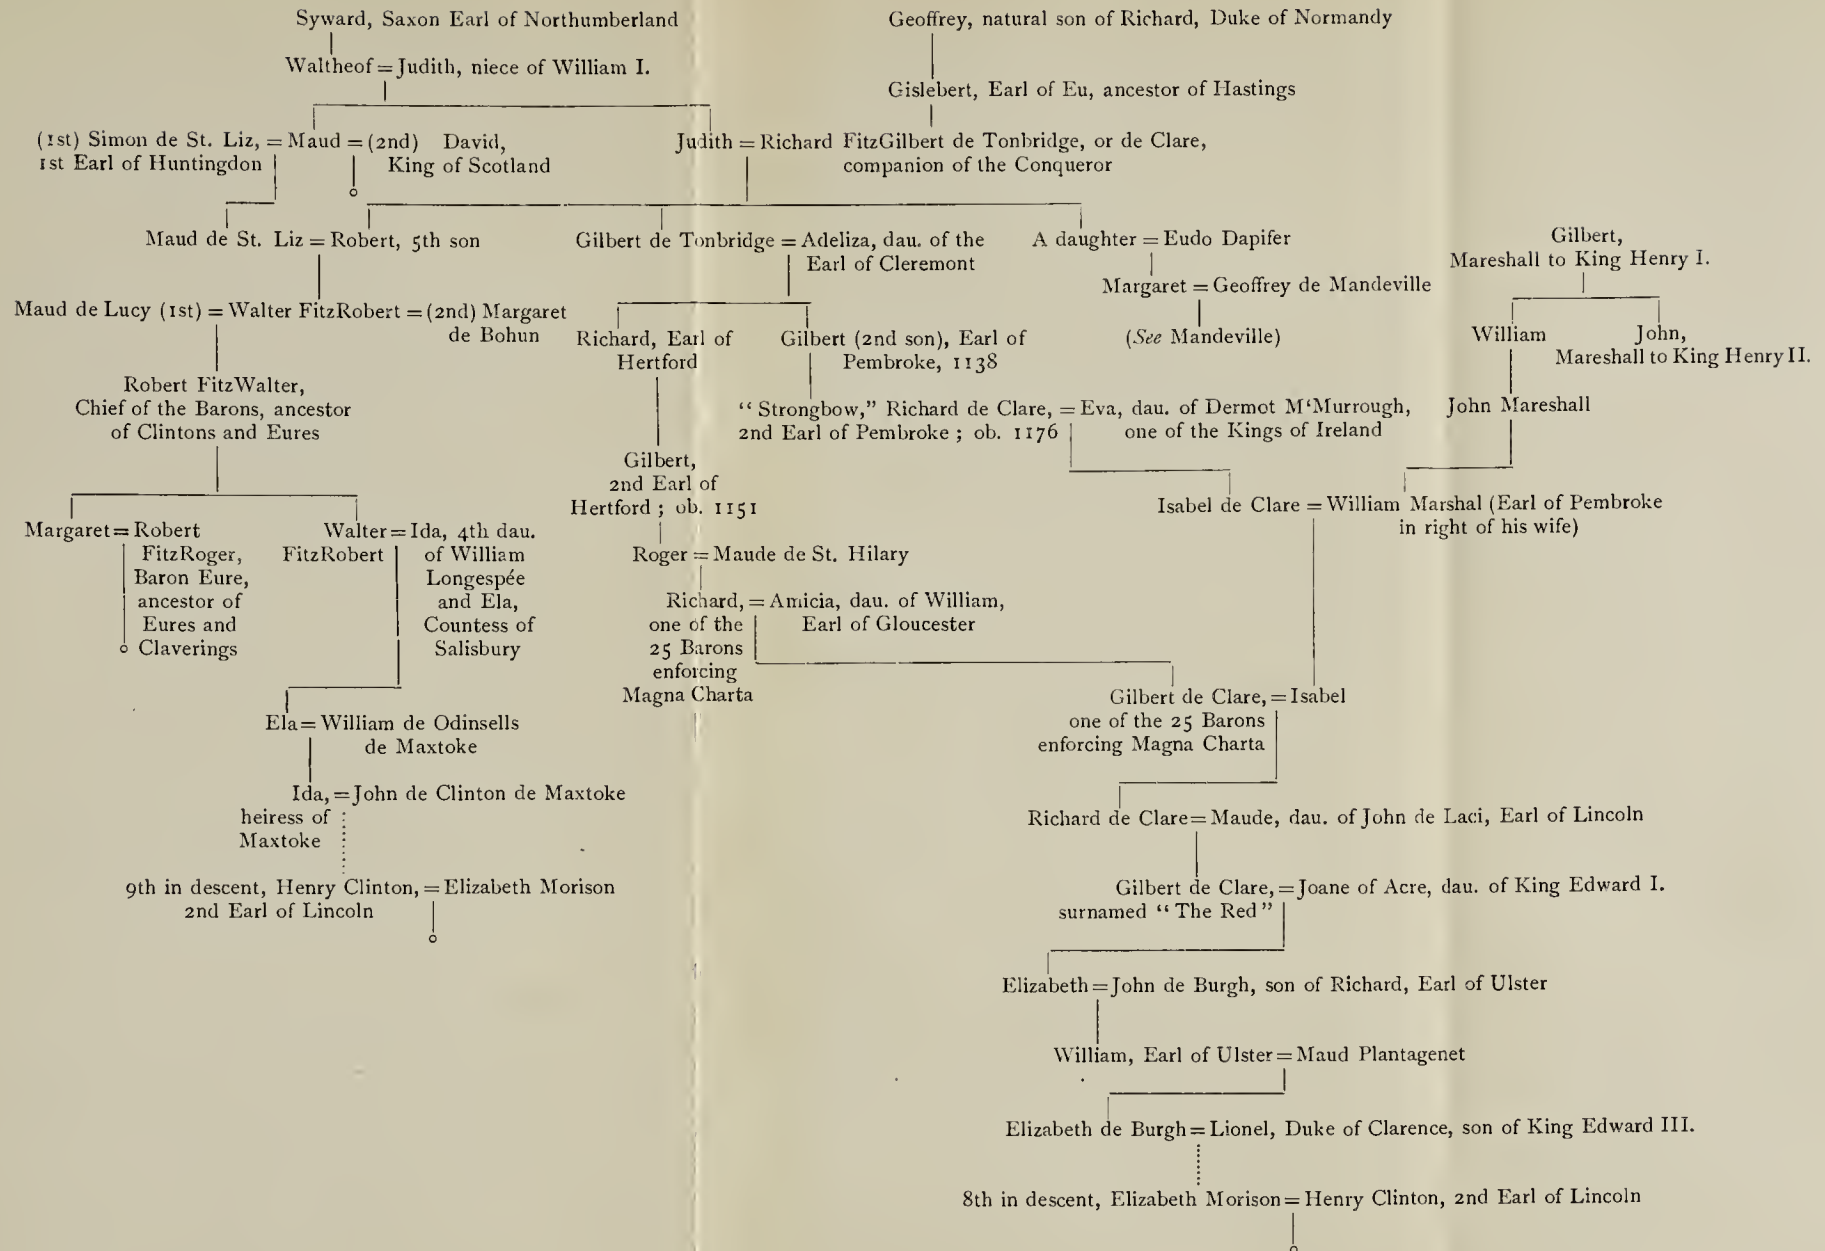 Syward, Saxon Earl of Northumberland
Geoffrey, natural son of Richard, Duke of Normandy
Waltheof = Judith, niece of William I.
Gislebert, Earl of Eu, ancestor of Hastings
(1st) Simon de St. Liz, = Maud = (2nd) David,
1st Earl of Huntingdon
King of Scotland
Judith = Richard FitzGilbert de Tonbridge, or de Clare,
companion of the Conqueror
Maud de St. Liz = Robert, 5th son
Gilbert de Tonbridge = Adeliza, dau. of the
Earl of Cleremont
A daughter = Eudo Dapifer
Gilbert,
Mareshall to King Henry I.
Margaret = Geoffrey de Mandeville
(See Mandeville)
Maud de Lucy (1st) = Walter FitzRobert = (2nd) Margaret
de Bohun
Richard, Earl of
Hertford
Gilbert (2nd son), Earl of
Pembroke, 1138
William
John,
Mareshall to King Henry II.
Robert FitzWalter,
Chief of the Barons, ancestor
of Clintons and Eures
“Strongbow,” Richard de Clare, = Eva, dau. of Dermot M‘Murrough,
2nd Earl of Pembroke ; ob. 1176
one of the Kings of Ireland
John Mareshall
Gilbert,
2nd Earl of
Hertford ; ob. 1151
Isabel de Clare = William Marshal (Earl of Pembroke
in right of his wife)
Margaret = Robert
FitzRoger,
Baron Eure,
ancestor of
Eures and
Claverings
Walter = Ida, 4th dau.
FitzRobert
of William
Longespée
and Ela,
Countess of
Salisbury
Roger = Maude de St. Hilary
Richard, = Amicia, dau. of William,
Earl of Gloucester
one of the
25 Barons
enforcing
Magna Charta
Gilbert de Clare, = Isabel
one of the 25 Barons
enforcing Magna Charta
Ela = William de Odinsells
de Maxtoke
Ida, = John de Clinton de Maxtoke
heiress of
Maxtoke
Richard de Clare = Maude, dau. of John de Laci, Earl of Lincoln
9th in descent, Henry Clinton, = Elizabeth Morison
2nd Earl of Lincoln
Gilbert de Clare, = Joane of Acre, dau. of King Edward I.
surnamed “The Red”
Elizabeth = John de Burgh, son of Richard, Earl of Ulster
William, Earl of Ulster = Maud Plantagenet
Elizabeth de Burgh = Lionel, Duke of Clarence, son of King Edward III.
8th in descent, Elizabeth Morison = Henry Clinton, 2nd Earl of Lincoln